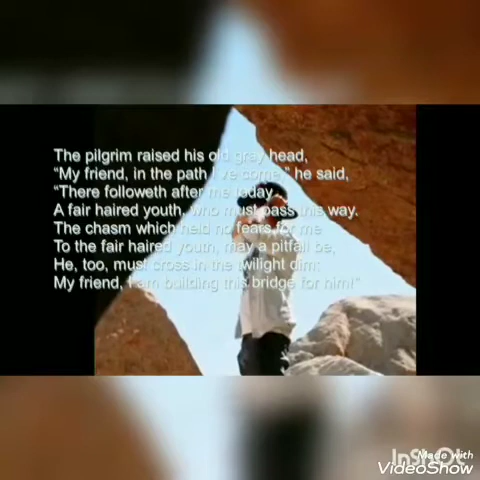 The pilgrim raised his old gray head,
“My friend, in the path I’ve come,” he said,
“There followeth after me today
A fair haired youth, who must pass this way.
The chasm which held no fears for me
To the fair haired youth, may a pitfall be,
He, too, must cross in the twilight dim;
My friend, I am building this bridge for him!”
InShOt
Made with
VideoShow